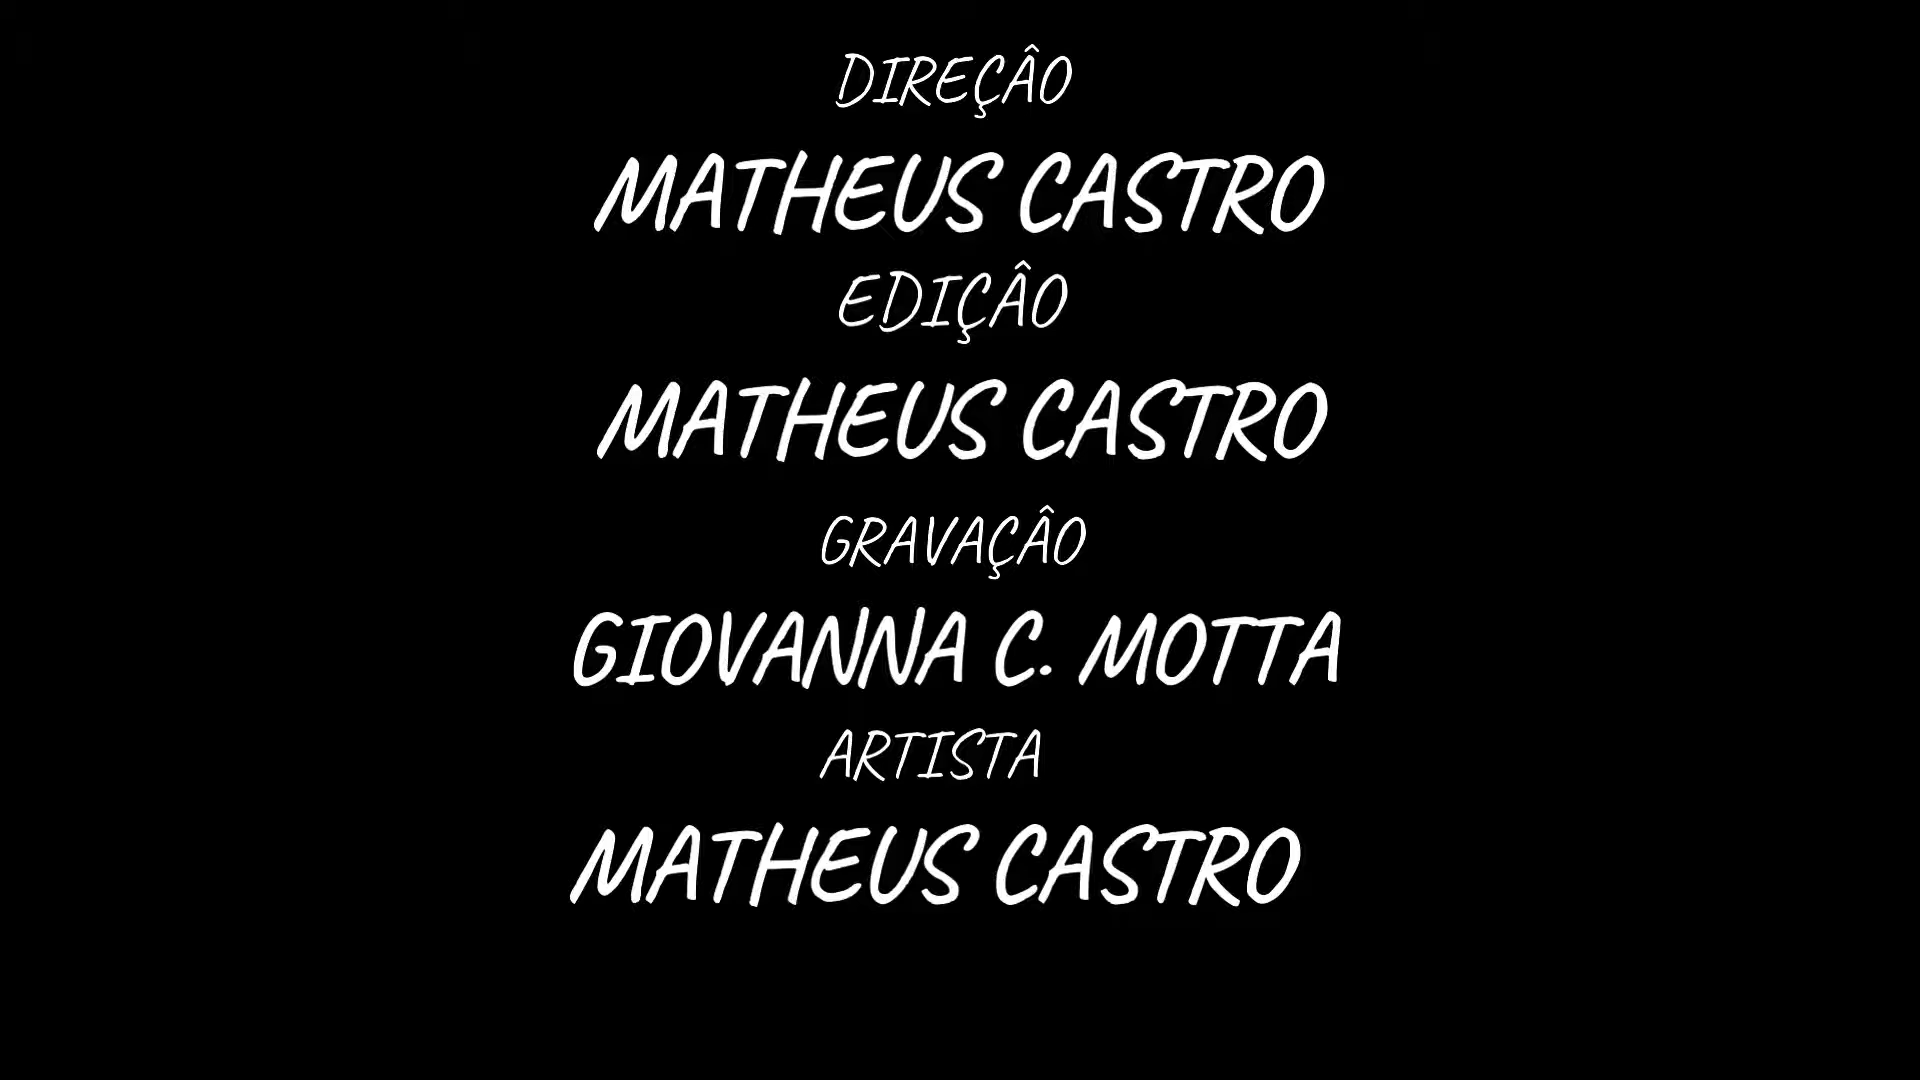 DIREÇÂO
MATHEUS CASTRO
EDIÇÂO
MATHEUS CASTRO
GRAVAÇÂO
GIOVANNA C. MOTTA
ARTISTA
MATHEUS CASTRO